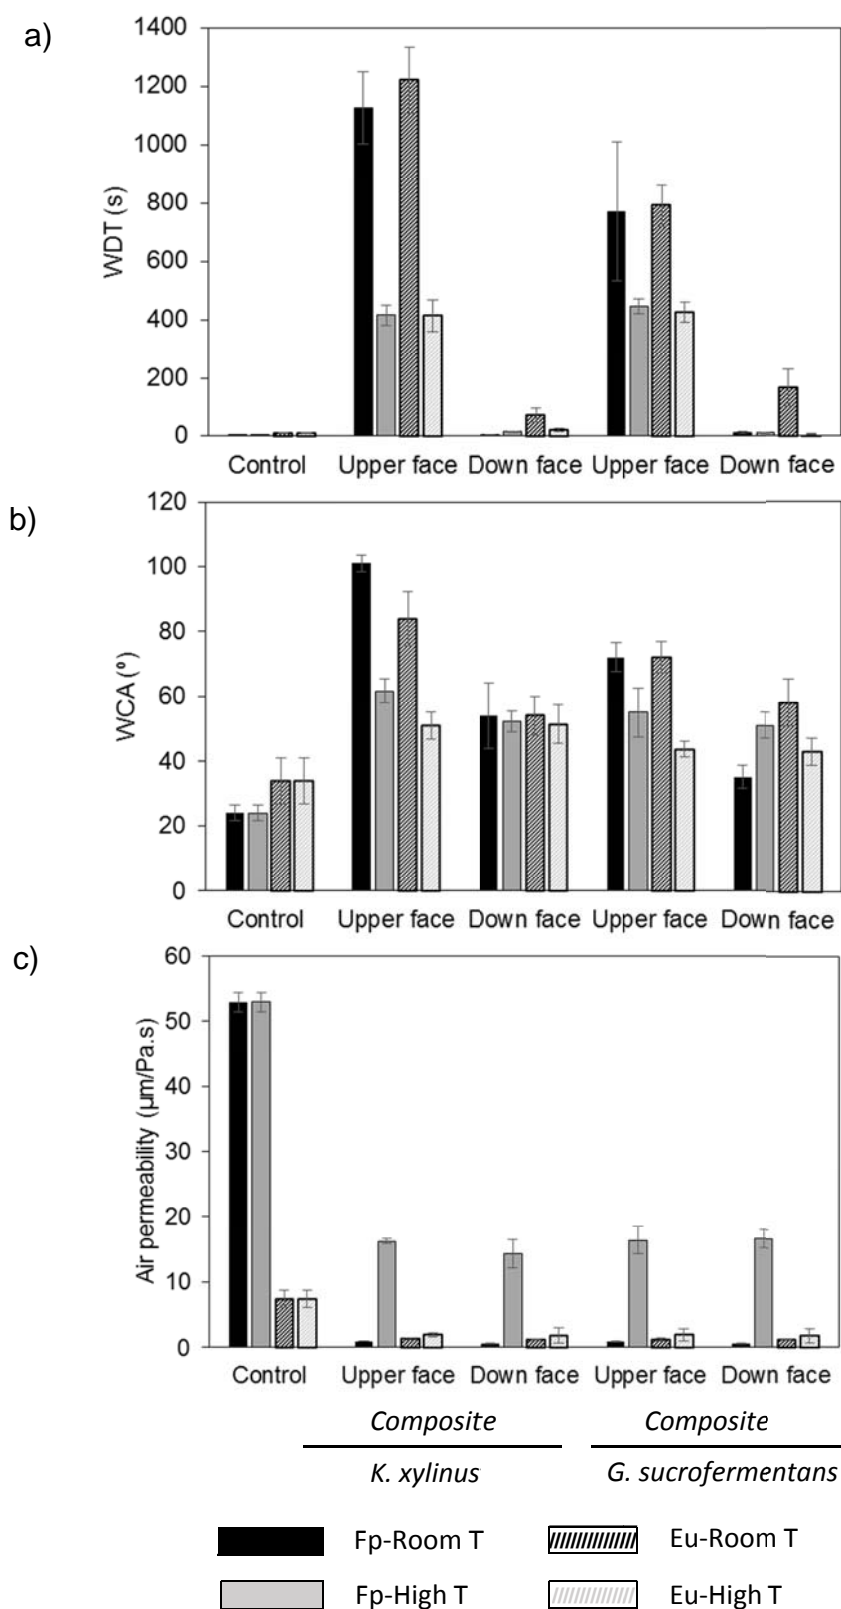 a)
1400
1200
1000
800
600
400
200
0
WDT (s)
Control Upper face Down face Upper face Down face
b)
120
100
80
60
40
20
0
WCA (º)
Control Upper face Down face Upper face Down face
c)
60
50
40
30
20
10
0
Air permeability (µm/Pa.s)
Control Upper face Down face Upper face Down face
Composite Composite
K. xylinus G. sucrofermentans
Fp-Room T Eu-Room T
Fp-High T Eu-High T